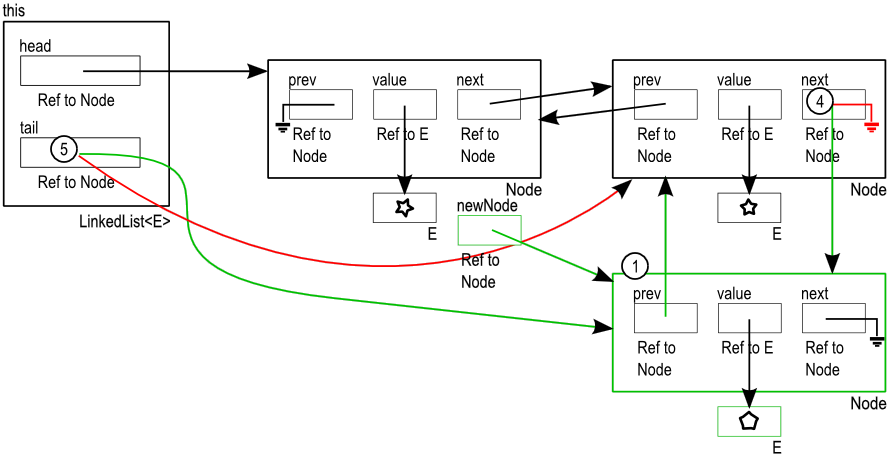 this
head
Ref to Node
tail
5
Ref to Node
LinkedList<E>
prev value next
Ref to Node
Ref to E
Ref to Node
Node
E
prev value next
4
Ref to Node
Ref to E
Ref to Node
Node
E
newNode
Ref to Node
1
prev value next
Ref to Node
Ref to E
Ref to Node
Node
E